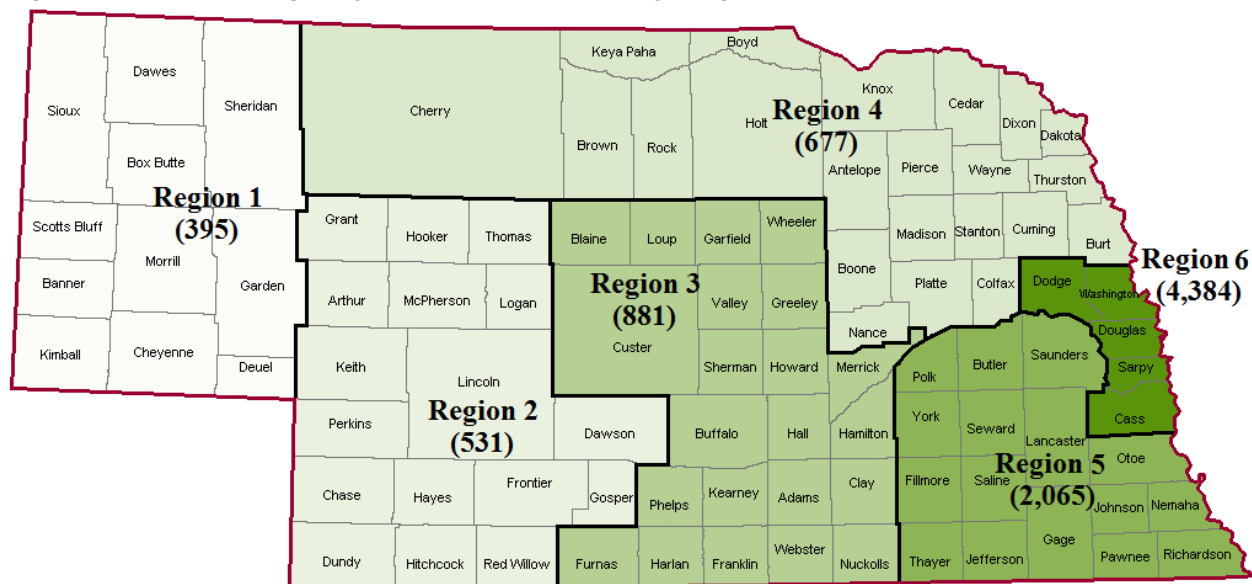 Keya Paha
Boyd
Dawes
Knox
Cedar
Sioux
Sheridan
Cherry
Holt
Region 4
(677)
Dixon
Dakota
Brown
Rock
Box Butte
Antelope
Pierce
Wayne
Thurston
Region 1
(395)
Scotts Bluff
Grant
Hooker
Thomas
Blaine
Loup
Garfield
Wheeler
Madison
Stanton
Cuming
Burt
Morrill
Boone
Region 6
(4,384)
Banner
Garden
Arthur
McPherson
Logan
Region 3
(881)
Valley
Greeley
Platte
Colfax
Dodge
Washington
Nance
Douglas
Kimball
Cheyenne
Deuel
Keith
Lincoln
Custer
Sherman
Howard
Merrick
Polk
Butler
Saunders
Sarpy
Perkins
Region 2
(531)
Dawson
Buffalo
Hall
Hamilton
York
Seward
Lancaster
Cass
Otoe
Region 5
(2,065)
Chase
Hayes
Frontier
Gosper
Phelps
Kearney
Adams
Clay
Fillmore
Saline
Johnson
Nemaha
Dundy
Hitchcock
Red Willow
Furnas
Harlan
Franklin
Webster
Nuckolls
Thayer
Jefferson
Gage
Pawnee
Richardson